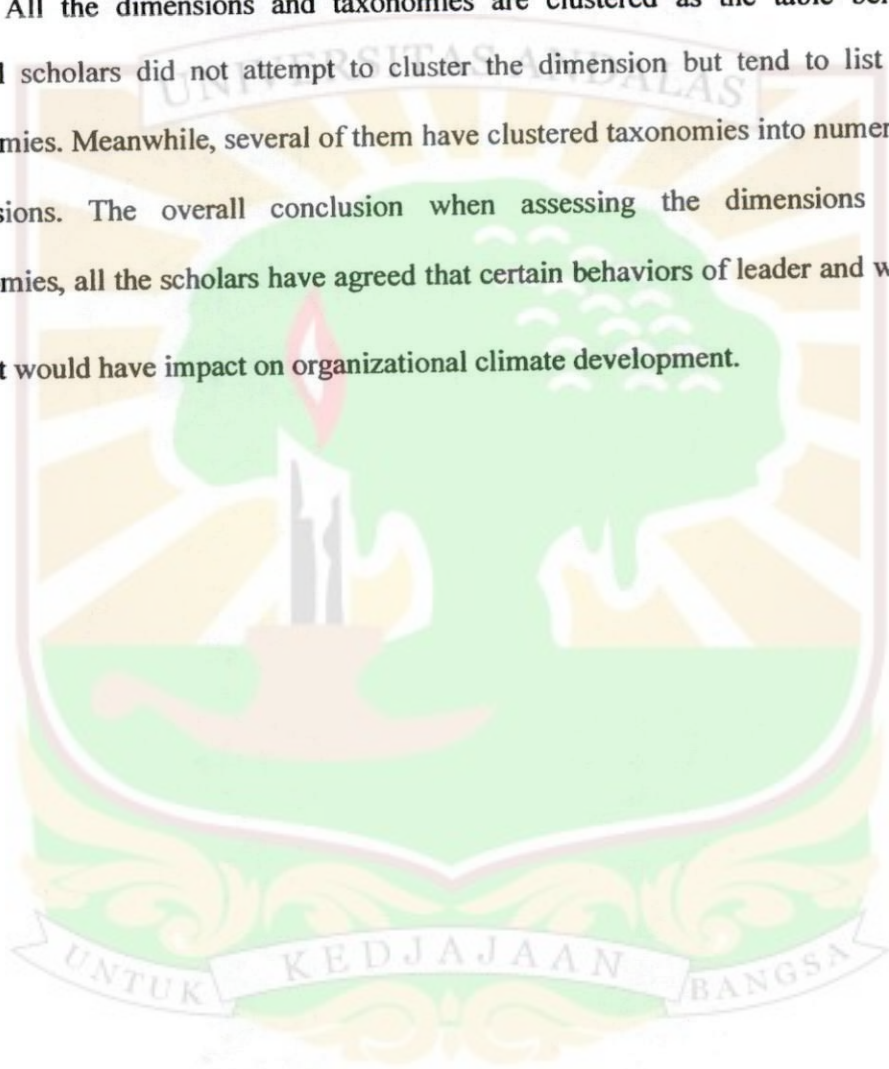 All the dimensions and taxonomies are clustered as the table
scholars did not attempt to cluster the dimension but tend to list
mies. Meanwhile, several of them have clustered taxonomies into numer
sions. The overall conclusion when assessing the dimensions
mies, all the scholars have agreed that certain behaviors of leader and w
t would have impact on organizational climate development.
UNIVERSITAS ANDALAS
UNTUK KEDJAJAAN BANGSA